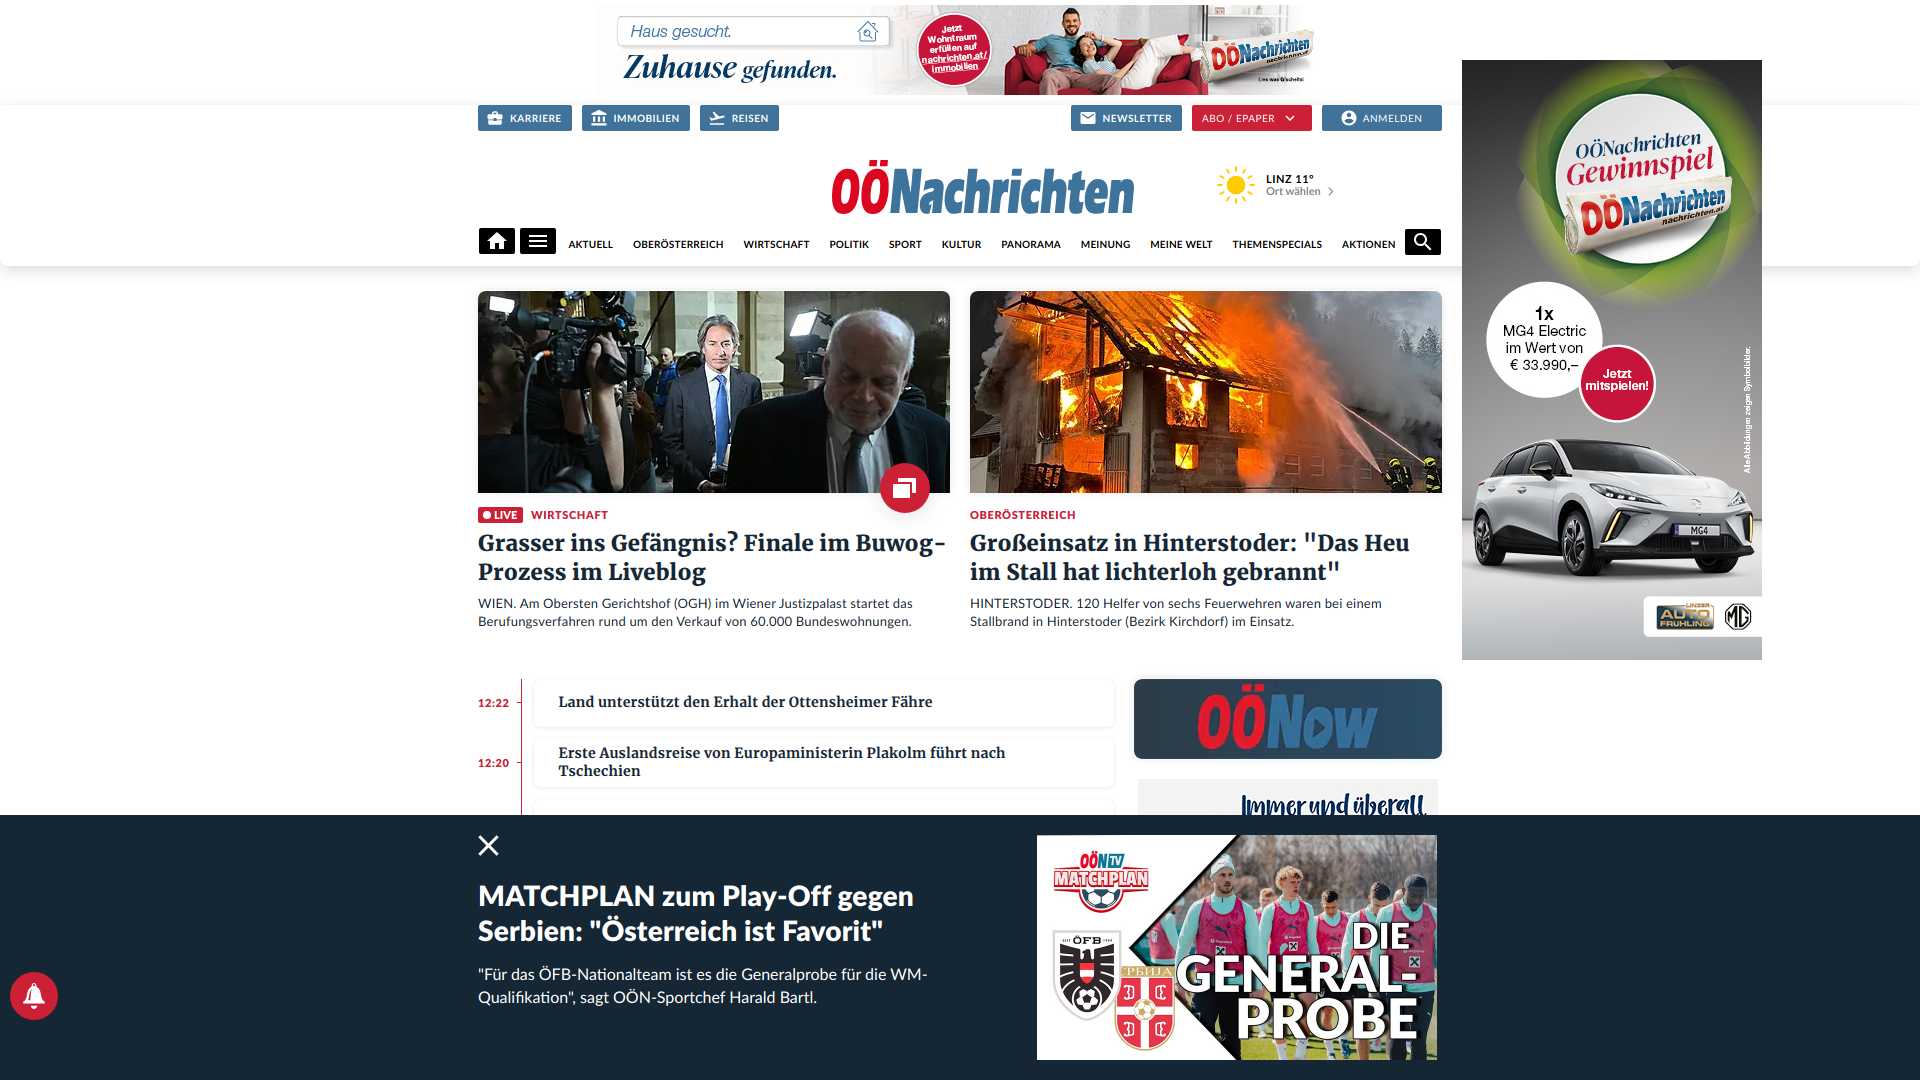 Haus gesucht.
Zuhause gefunden.
Jetzt
Wohntraum
erfüllen auf
nachrichten.at/
immobilien
OÖNachrichten
nachrichten.at
Lies was G'scheites!
KARRIERE
IMMOBILIEN
REISEN
NEWSLETTER
ABO / EPAPER
ANMELDEN
OÖNachrichten
LINZ 11°
Ort wählen
AKTUELL
OBERÖSTERREICH
WIRTSCHAFT
POLITIK
SPORT
KULTUR
PANORAMA
MEINUNG
MEINE WELT
THEMENSPECIALS
AKTIONEN
OÖNachrichten
Gewinnspiel
OÖNachrichten
nachrichten.at
1x
MG4 Electric
im Wert von
€ 33.990,–
Jetzt
mitspielen!
Alle Abbildungen zeigen Symbolbilder.
MG4
UNSER
AUTO
FRÜHLING
MG
LIVE WIRTSCHAFT
Grasser ins Gefängnis? Finale im Buwog-
Prozess im Liveblog
WIEN. Am Obersten Gerichtshof (OGH) im Wiener Justizpalast startet das
Berufungsverfahren rund um den Verkauf von 60.000 Bundeswohnungen.
OBERÖSTERREICH
Großeinsatz in Hinterstoder: "Das Heu
im Stall hat lichterloh gebrannt"
HINTERSTODER. 120 Helfer von sechs Feuerwehren waren bei einem
Stallbrand in Hinterstoder (Bezirk Kirchdorf) im Einsatz.
12:22
Land unterstützt den Erhalt der Ottensheimer Fähre
12:20
Erste Auslandsreise von Europaministerin Plakolm führt nach
Tschechien
OÖNow
Immer und überall
MATCHPLAN zum Play-Off gegen
Serbien: "Österreich ist Favorit"
"Für das ÖFB-Nationalteam ist es die Generalprobe für die WM-
Qualifikation", sagt OÖN-Sportchef Harald Bartl.
OÖN TV
MATCHPLAN
ÖFB
СРБИЈА
DIE
GENERAL-
PROBE